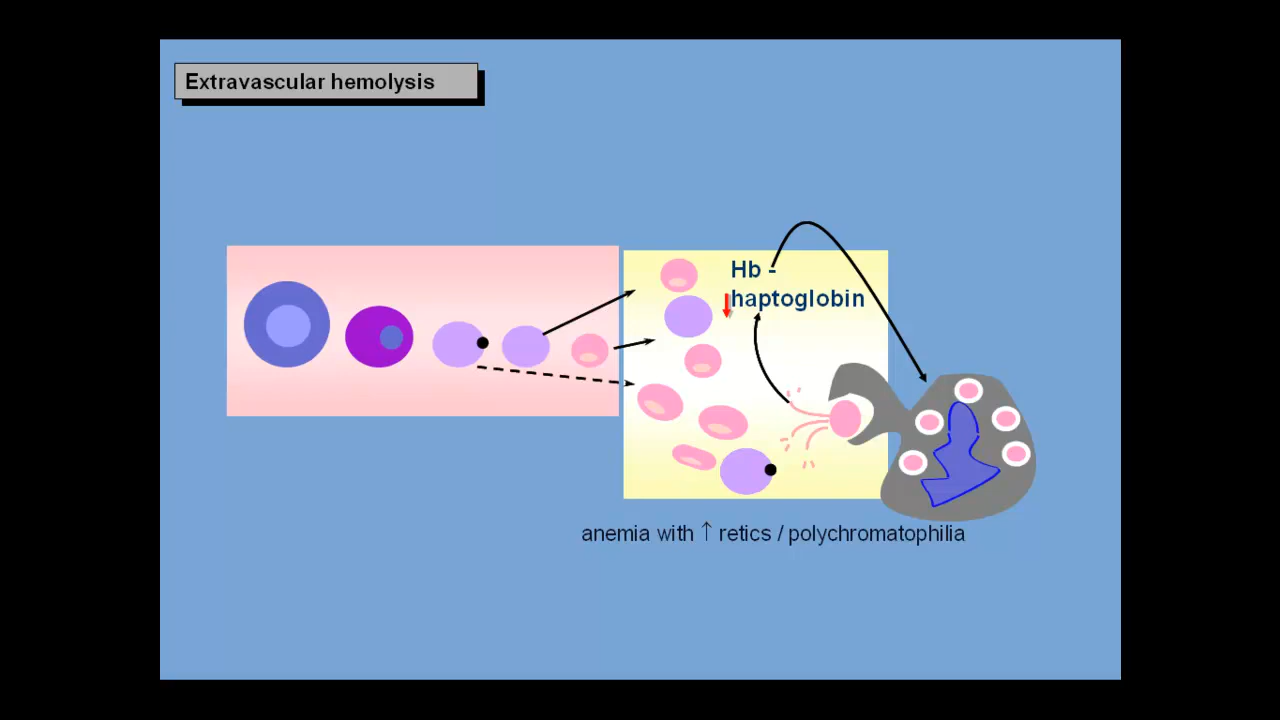 Extravascular hemolysis
Hb -
haptoglobin
anemia with ↑ retics / polychromatophilia